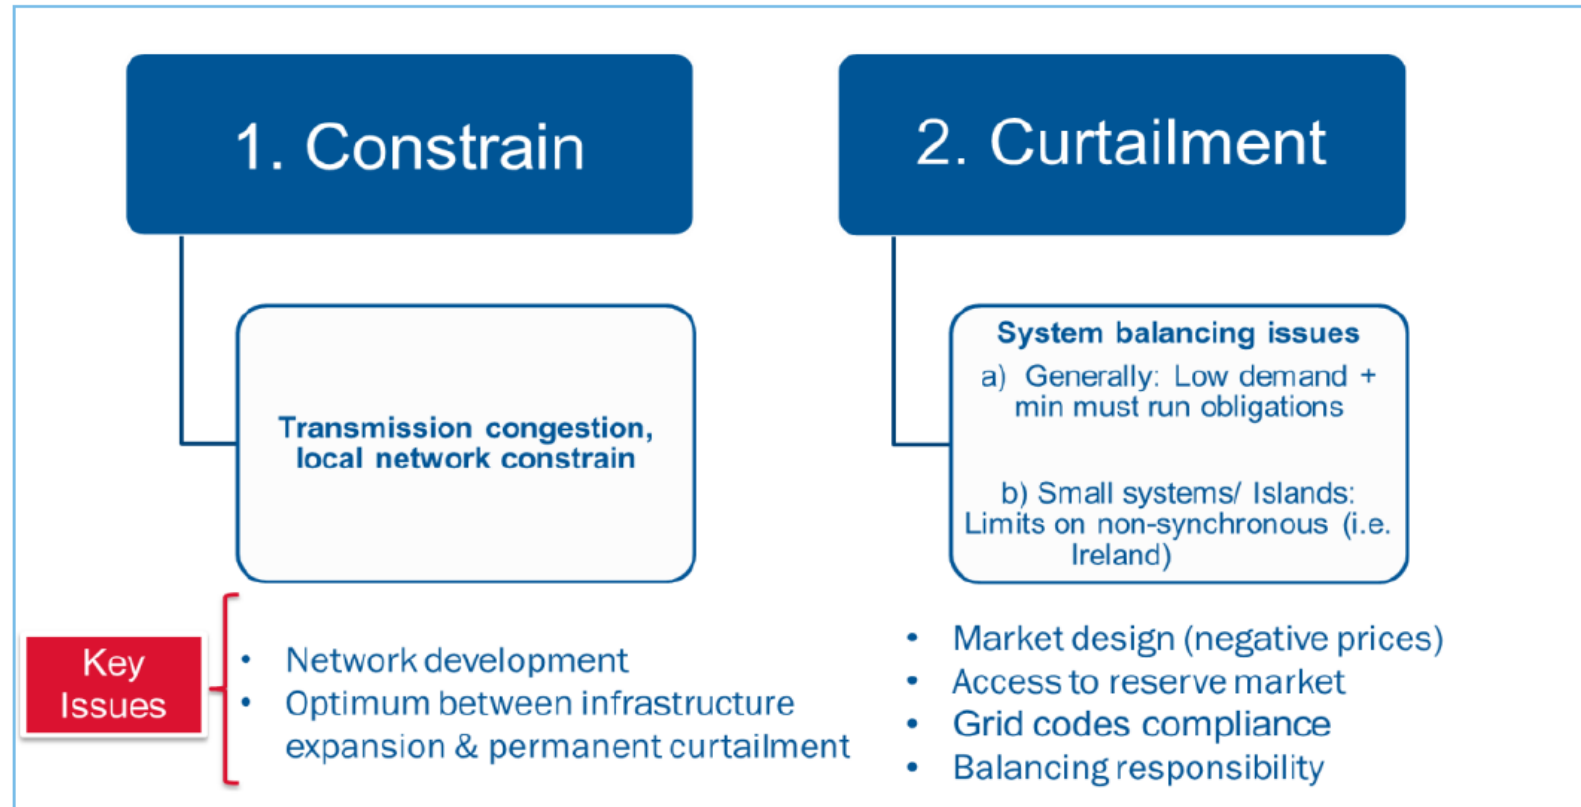 1. Constrain
Transmission congestion,
local network constrain
2. Curtailment
System balancing issues
a) Generally: Low demand +
min must run obligations
b) Small systems/ Islands:
Limits on non-synchronous (i.e.
Ireland)
Key
Issues
• Network development
• Optimum between infrastructure
expansion & permanent curtailment
• Market design (negative prices)
• Access to reserve market
• Grid codes compliance
• Balancing responsibility